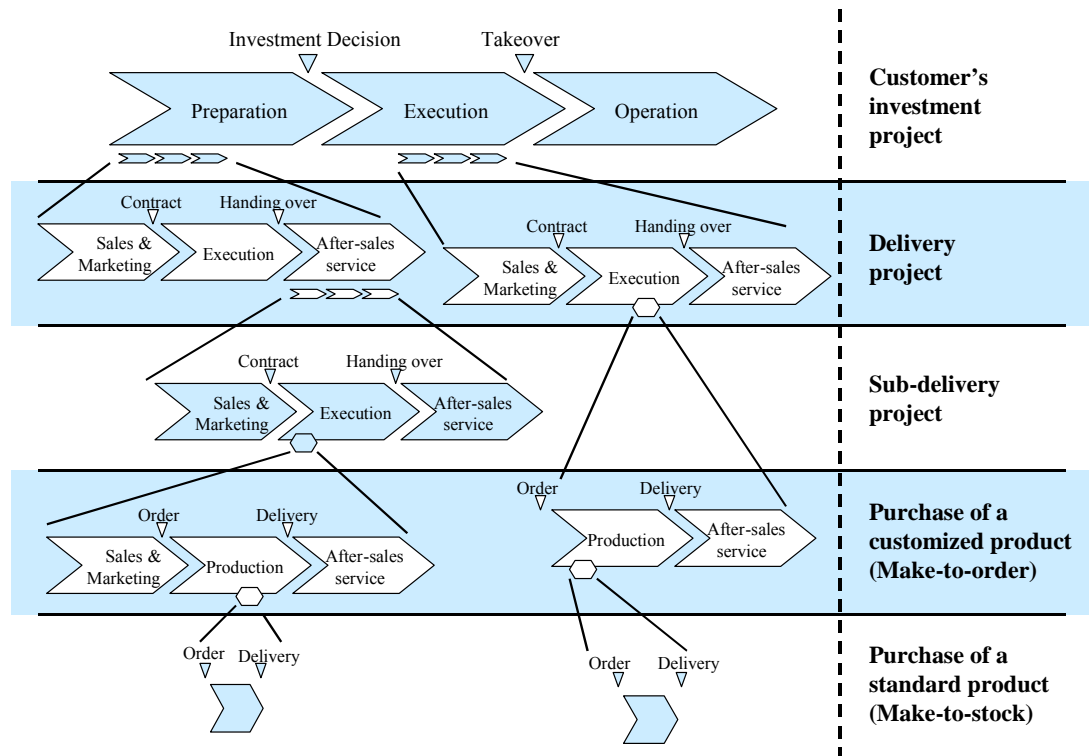 Investment Decision
Takeover
Preparation
Execution
Operation
Customer's
investment
project
Contract
Handing over
Sales &
Marketing
Execution
After-sales
service
Contract
Handing over
Sales &
Marketing
Execution
After-sales
service
Delivery
project
Contract
Handing over
Sales &
Marketing
Execution
After-sales
service
Sub-delivery
project
Order
Delivery
Sales &
Marketing
Production
After-sales
service
Order
Delivery
Production
After-sales
service
Purchase of a
customized product
(Make-to-order)
Order
Delivery
Order
Delivery
Purchase of a
standard product
(Make-to-stock)